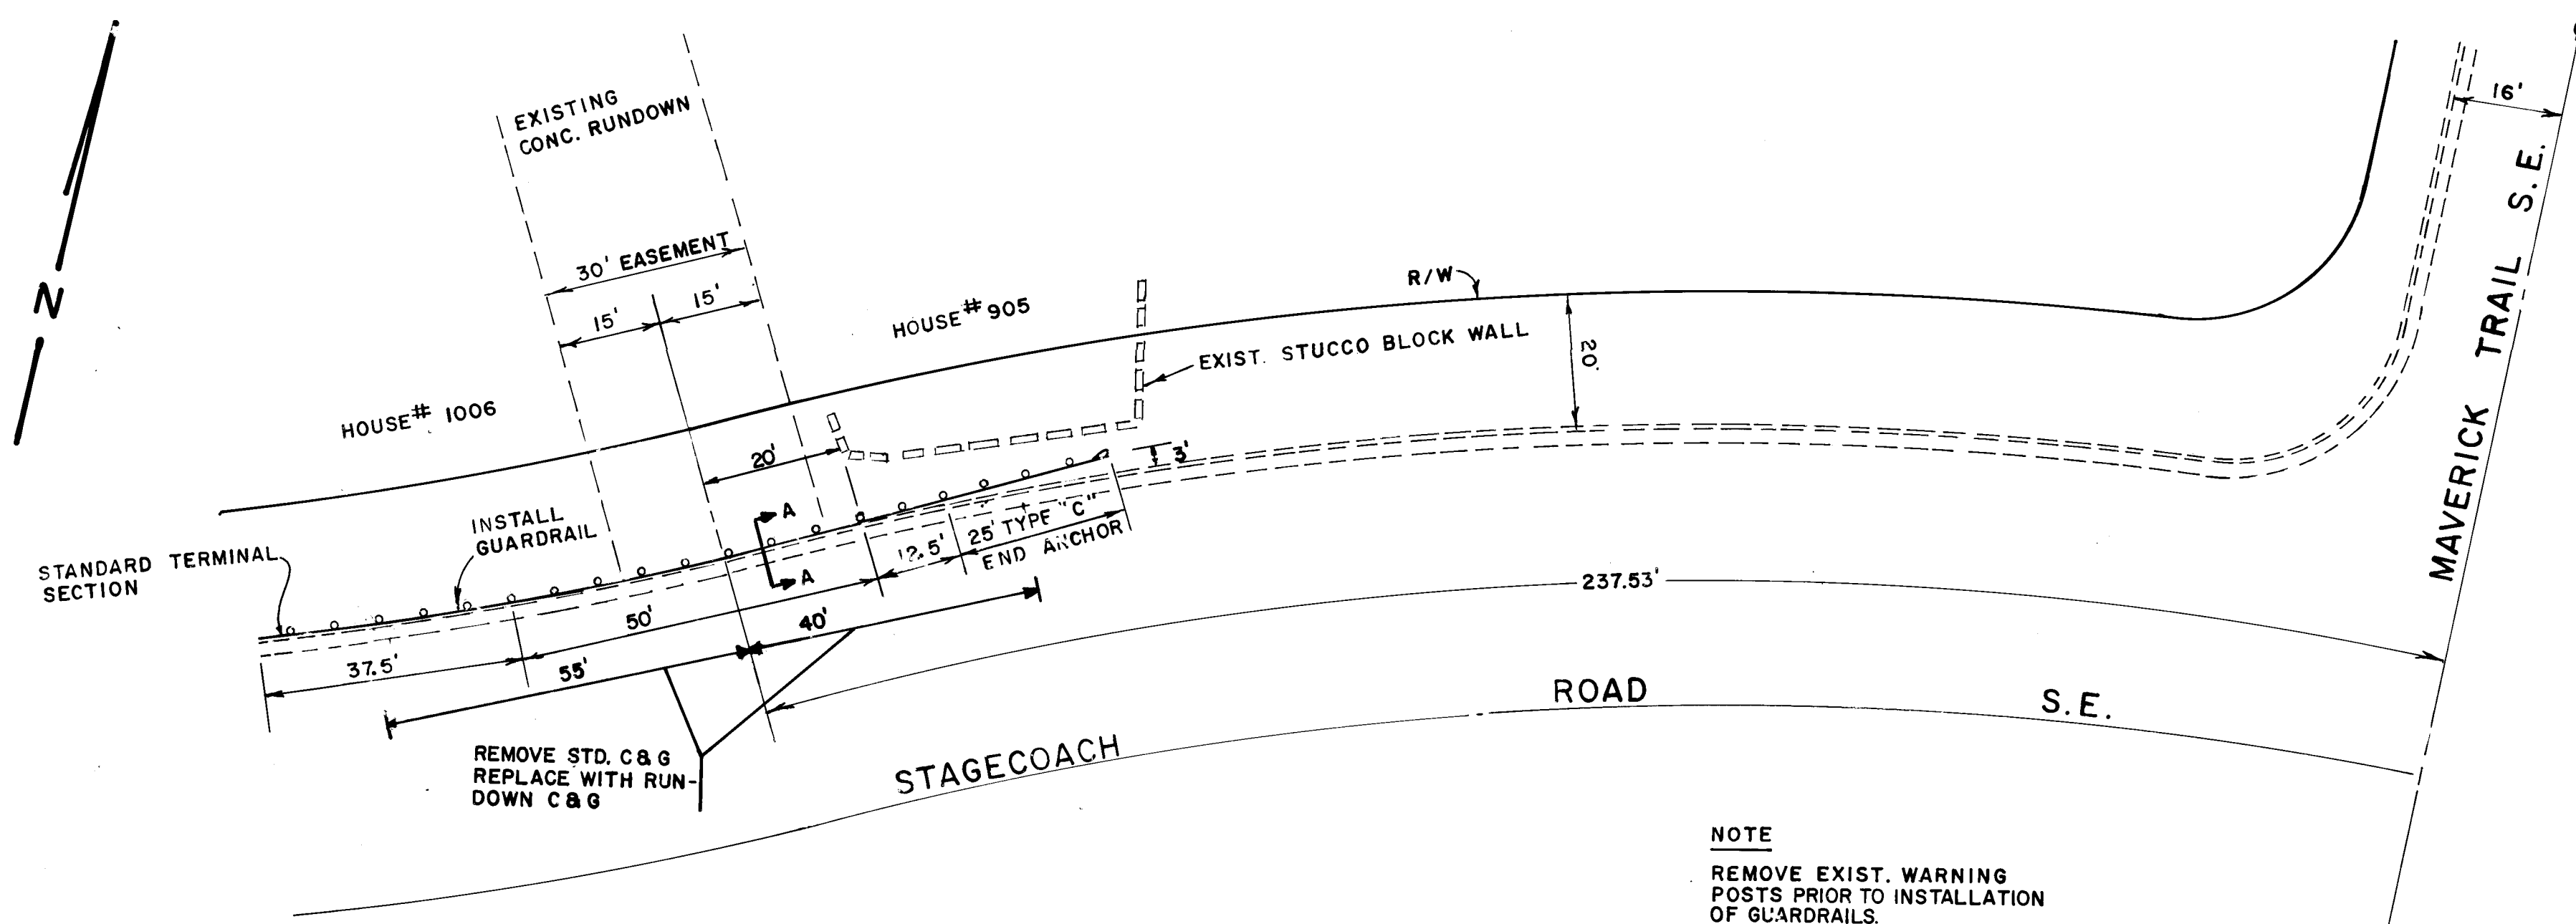 N
EXISTING
CONC. RUNDOWN
30' EASEMENT
15'
15'
HOUSE# 905
HOUSE# 1006
R/W
EXIST. STUCCO BLOCK WALL
20'
16'
MAVERICK TRAIL S.E.
20'
3'
A
A
INSTALL
GUARDRAIL
STANDARD TERMINAL
SECTION
12.5'
25' TYPE "C"
END ANCHOR
50'
40'
37.5'
55'
237.53'
REMOVE STD. C & G
REPLACE WITH RUN-
DOWN C & G
STAGECOACH ROAD S.E.
NOTE
REMOVE EXIST. WARNING
POSTS PRIOR TO INSTALLATION
OF GUARDRAILS.